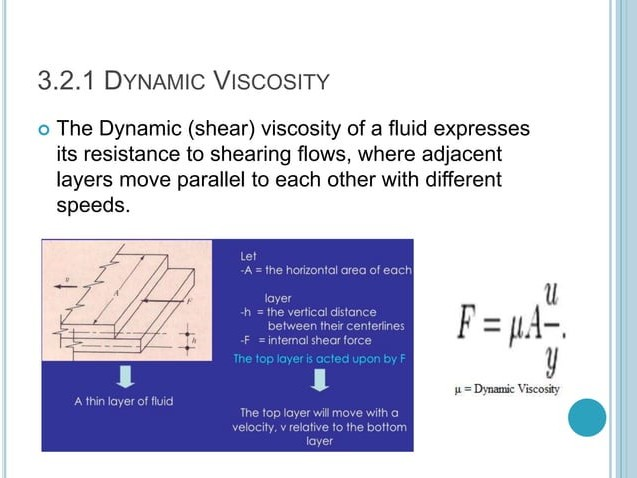 3.2.1 DYNAMIC VISCOSITY
The Dynamic (shear) viscosity of a fluid expresses
its resistance to shearing flows, where adjacent
layers move parallel to each other with different
speeds.
v
A
F
h
A thin layer of fluid
Let
-A = the horizontal area of each
layer
-h = the vertical distance
between their centerlines
-F = internal shear force
The top layer is acted upon by F
The top layer will move with a
velocity, v relative to the bottom
layer
F = μA u/y.
μ = Dynamic Viscosity